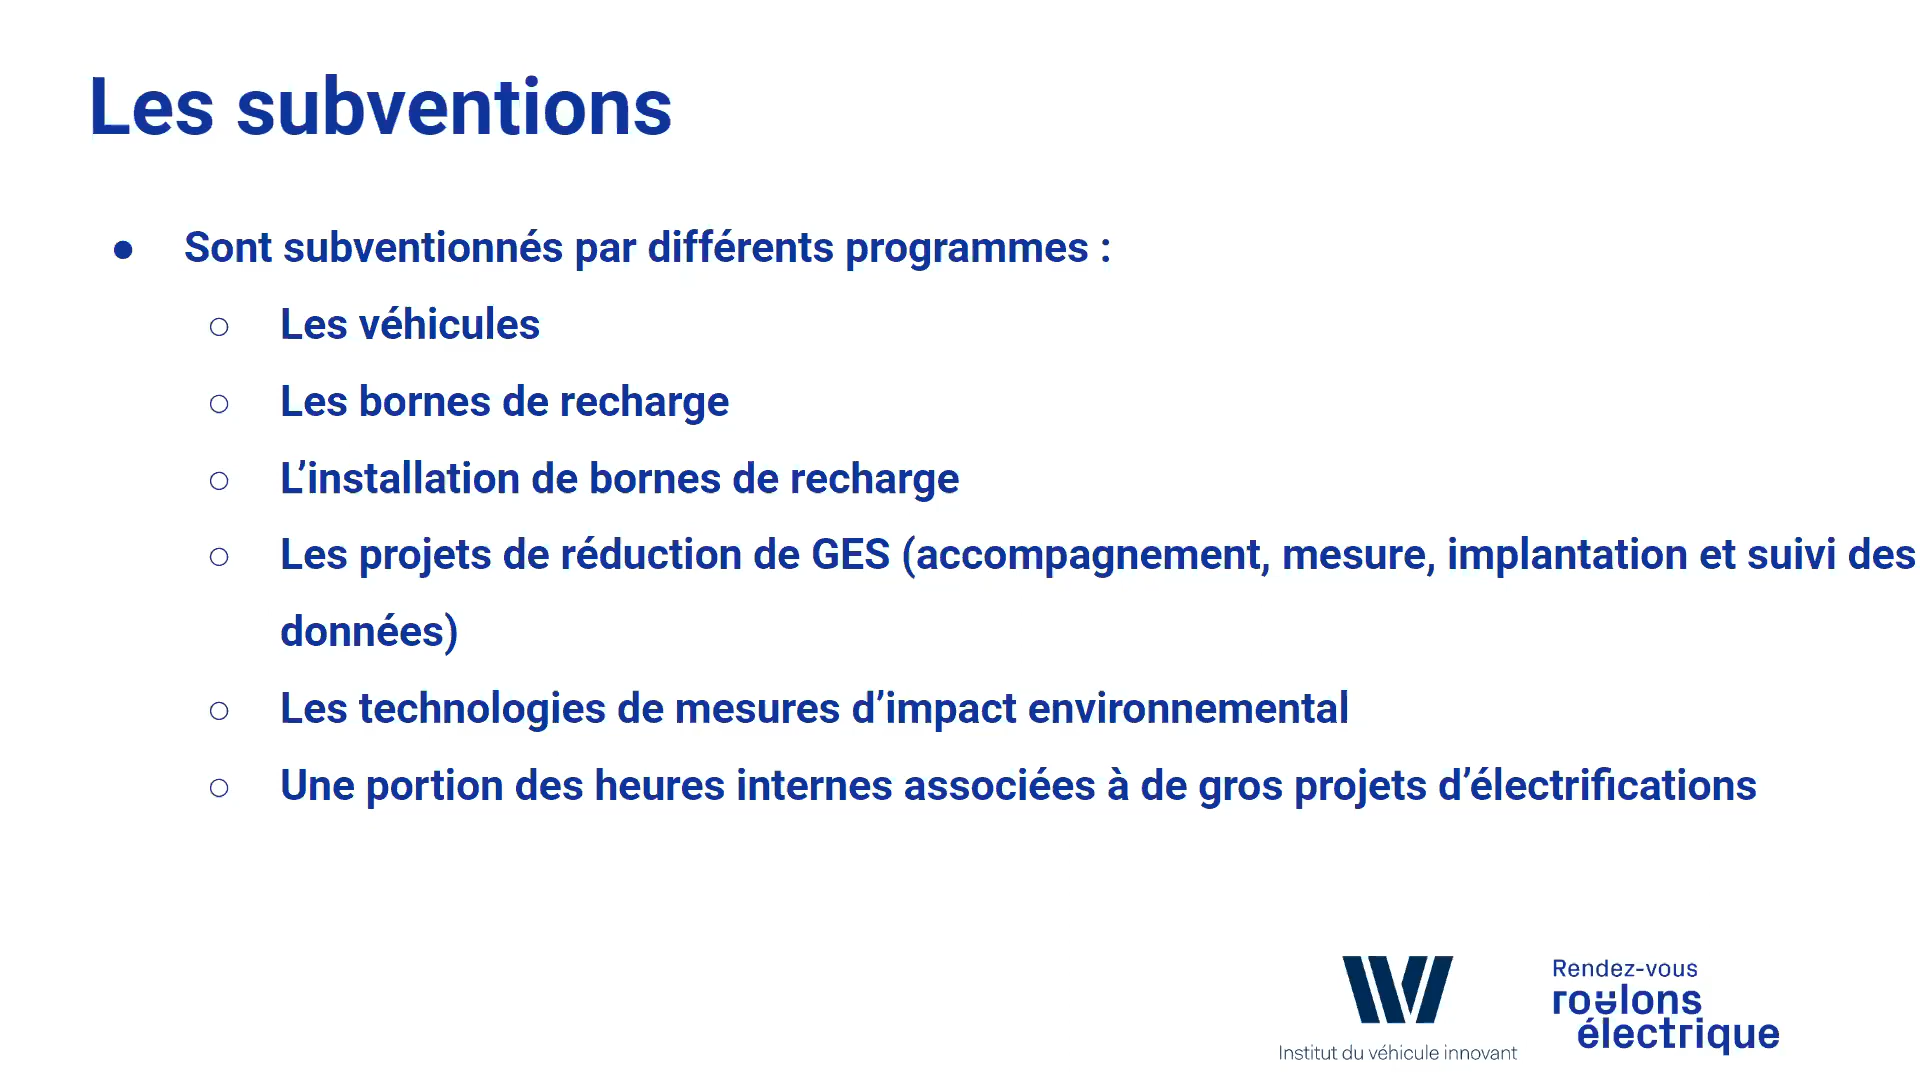 Les subventions
● Sont subventionnés par différents programmes :
○ Les véhicules
○ Les bornes de recharge
○ L’installation de bornes de recharge
○ Les projets de réduction de GES (accompagnement, mesure, implantation et suivi des
données)
○ Les technologies de mesures d’impact environnemental
○ Une portion des heures internes associées à de gros projets d’électrifications
Institut du véhicule innovant
Rendez-vous
roulons
électrique